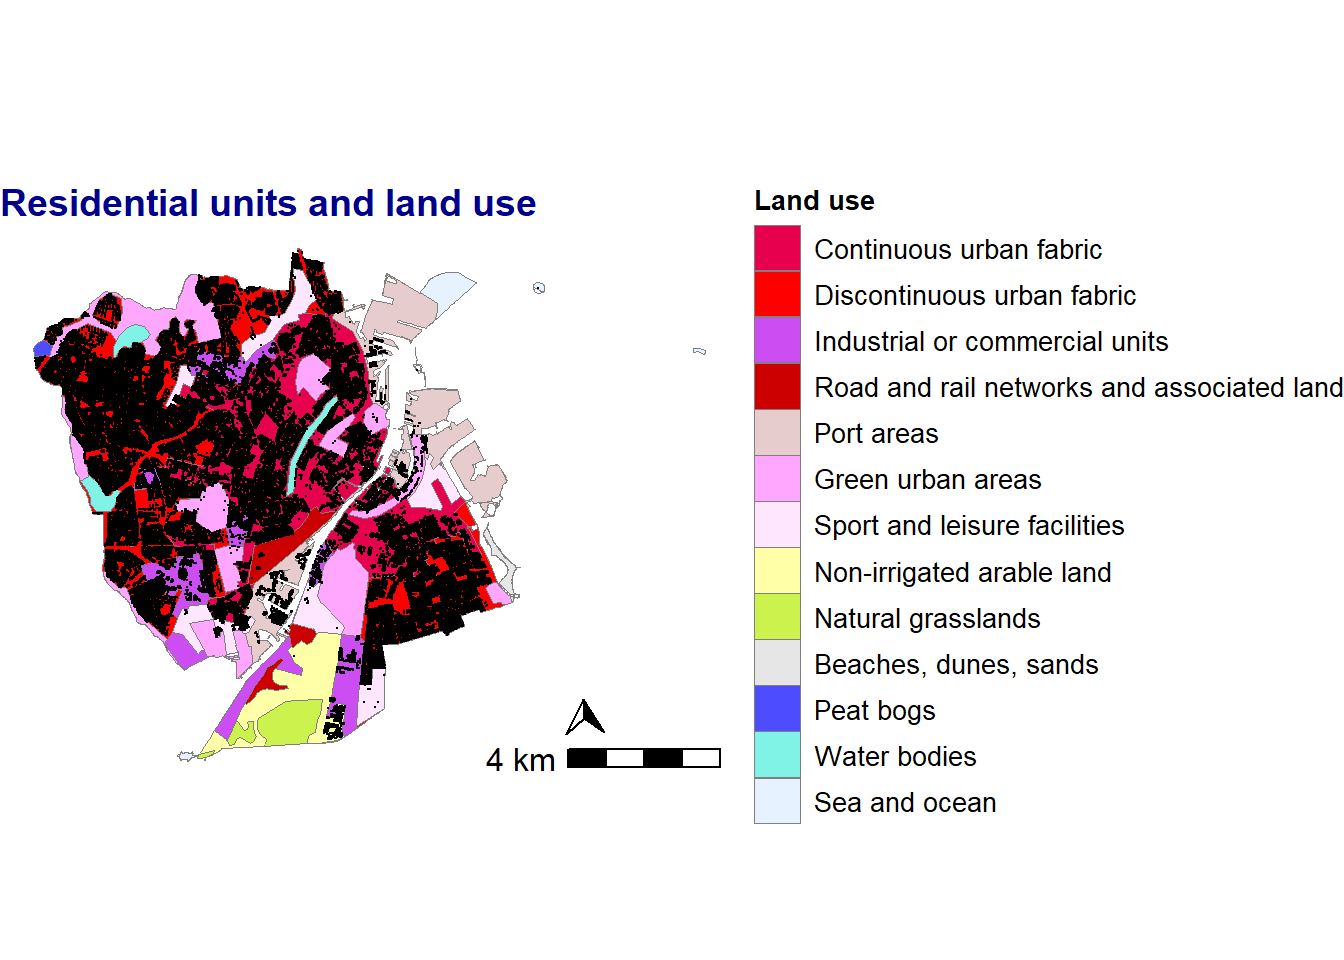 Residential units and land use
Land use
Continuous urban fabric
Discontinuous urban fabric
Industrial or commercial units
Road and rail networks and associated land
Port areas
Green urban areas
Sport and leisure facilities
Non-irrigated arable land
Natural grasslands
Beaches, dunes, sands
Peat bogs
Water bodies
Sea and ocean
4 km